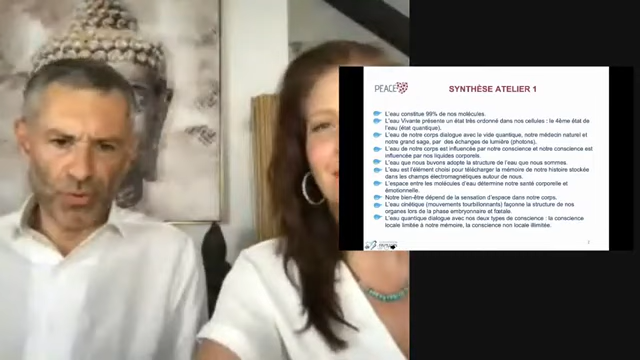 PEACE
SYNTHÈSE ATELIER 1
L'eau constitue 99% de nos molécules.
L'eau Vivante présente un état très ordonné dans nos cellules : le 4ème état de
l'eau (état quantique).
L'eau de notre corps dialogue avec le vide quantique, notre médecin naturel et
notre grand sage, par des échanges de lumière (photons).
L'eau de notre corps est influencée par notre conscience et notre conscience est
influencée par nos liquides corporels.
L'eau que nous buvons adopte la structure de l'eau que nous sommes.
L'eau est l'élément choisi pour télécharger la mémoire de notre histoire stockée
dans les champs électromagnétiques autour de nous.
L'espace entre les molécules d'eau détermine notre santé corporelle et
émotionnelle.
Notre bien-être dépend de la sensation d'espace dans notre corps.
L'eau cinétique (mouvements tourbillonnants) façonne la structure de nos
organes lors de la phase embryonnaire et fœtale.
L'eau quantique dialogue avec nos deux types de conscience : la conscience
locale limitée à notre mémoire, la conscience non locale illimitée.